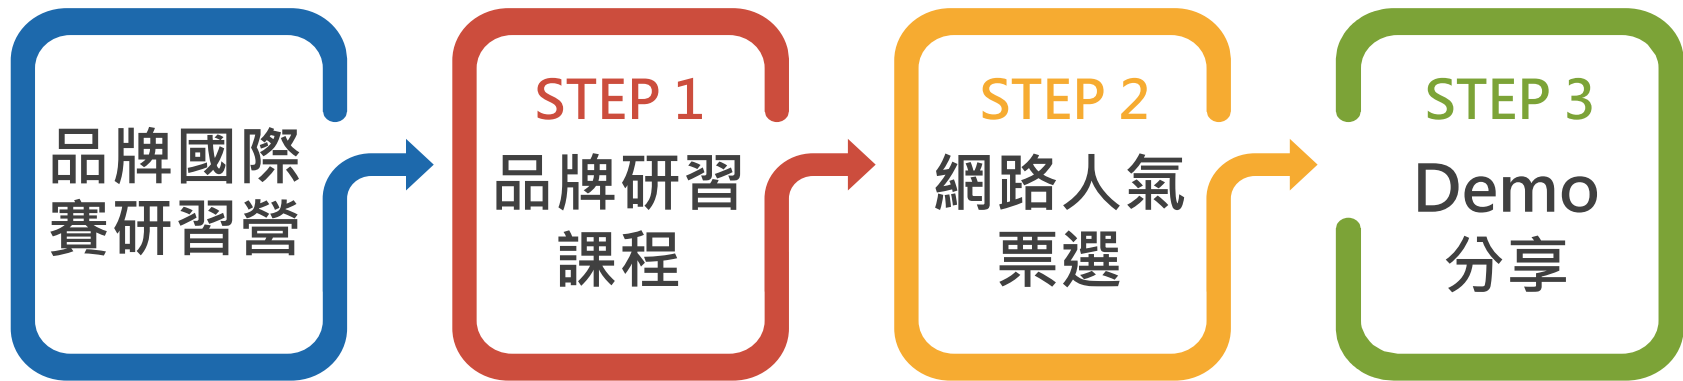 品牌國際
賽研習營
STEP 1
品牌研習
課程
STEP 2
網路人氣
票選
STEP 3
Demo
分享